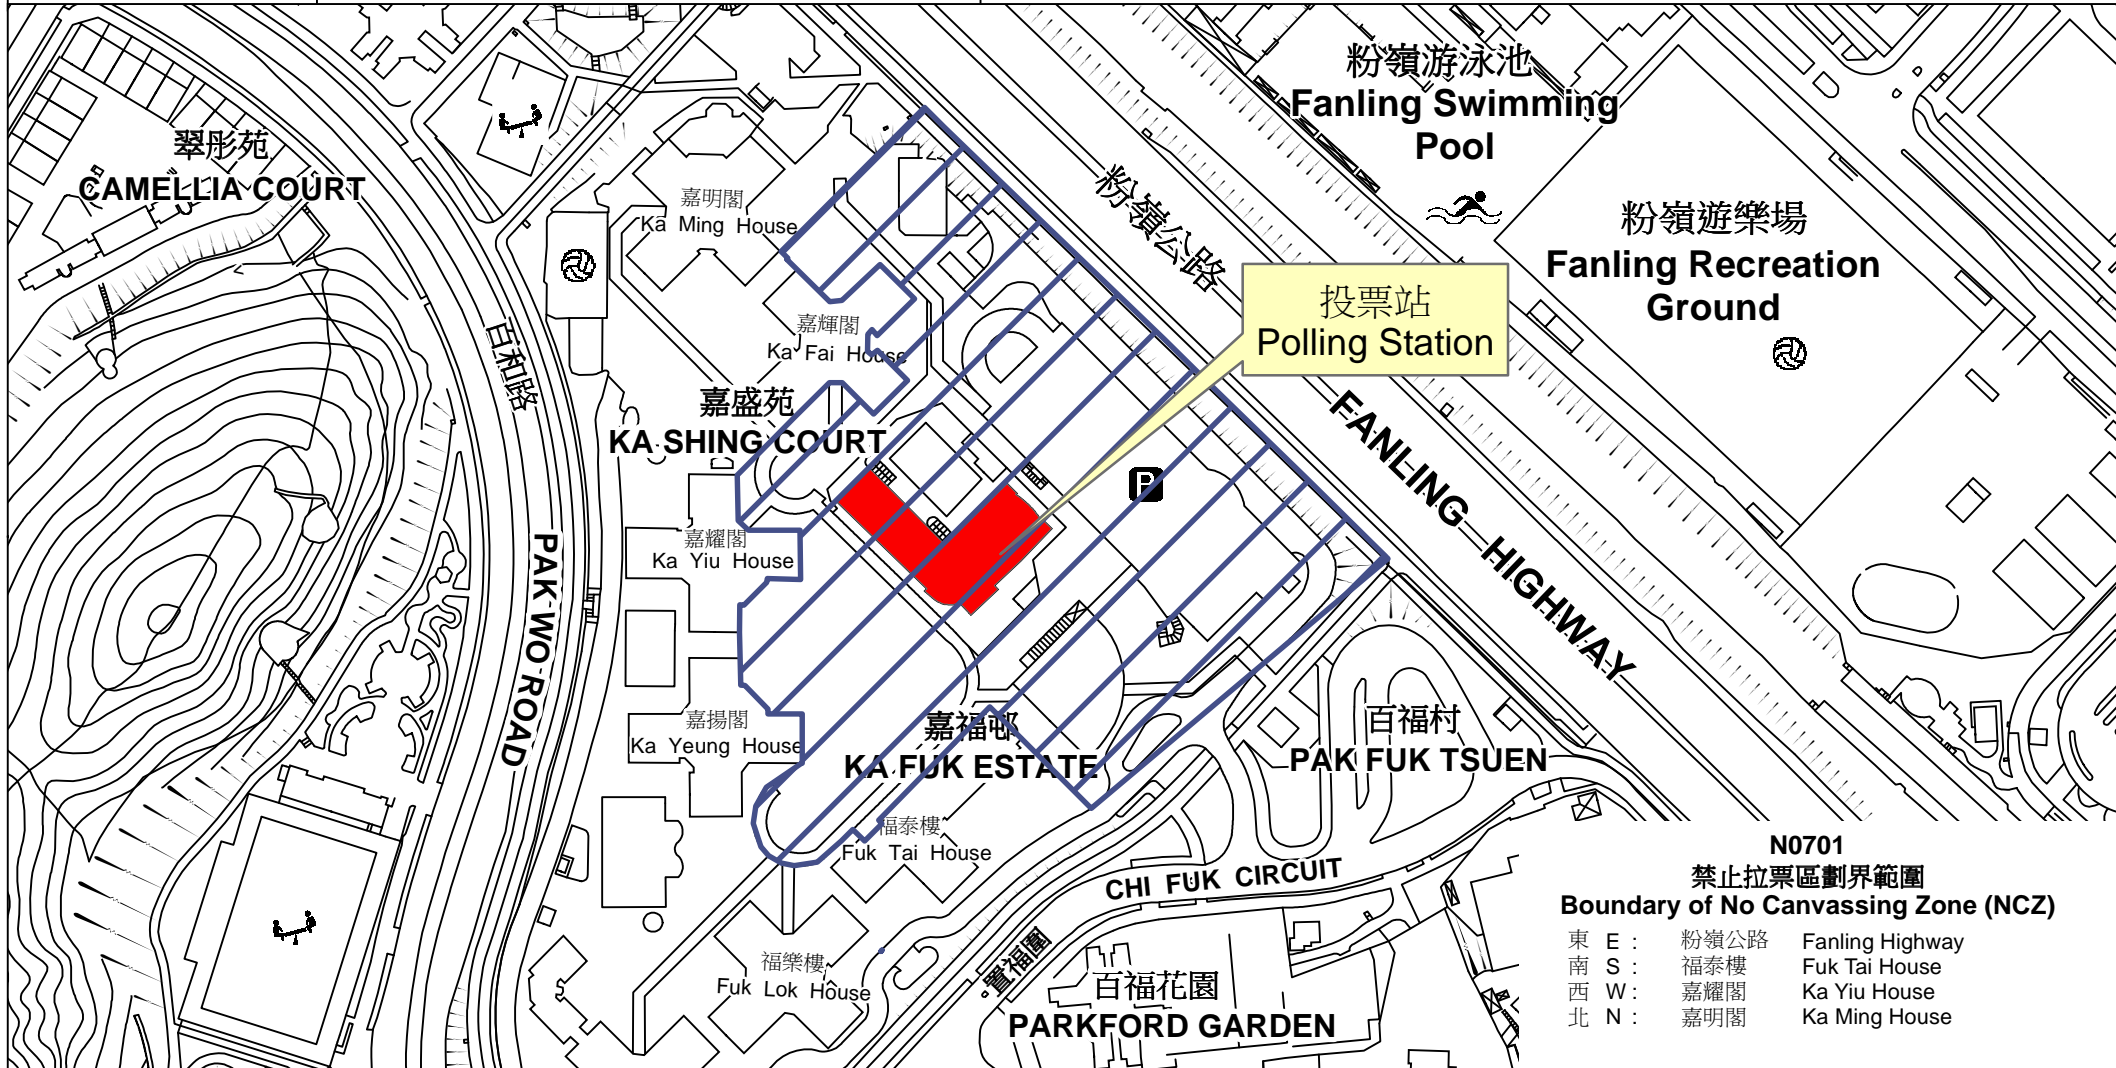 粉嶺游泳池
Fanling Swimming
Pool
翠彤苑
CAMELLIA COURT
嘉明閣
Ka Ming House
粉嶺公路
粉嶺遊樂場
Fanling Recreation
Ground
投票站
Polling Station
嘉輝閣
Ka Fai House
百和路
嘉盛苑
KA SHING COURT
FANLING HIGHWAY
P
嘉耀閣
Ka Yiu House
PAK WO ROAD
嘉揚閣
Ka Yeung House
嘉福邨
KA FUK ESTATE
百福村
PAK FUK TSUEN
福泰樓
Fuk Tai House
CHI FUK CIRCUIT
置福圍
福樂樓
Fuk Lok House
百福花園
PARKFORD GARDEN
N0701
禁止拉票區劃界範圍
Boundary of No Canvassing Zone (NCZ)
東 E : 粉嶺公路 Fanling Highway
南 S : 福泰樓 Fuk Tai House
西 W : 嘉耀閣 Ka Yiu House
北 N : 嘉明閣 Ka Ming House